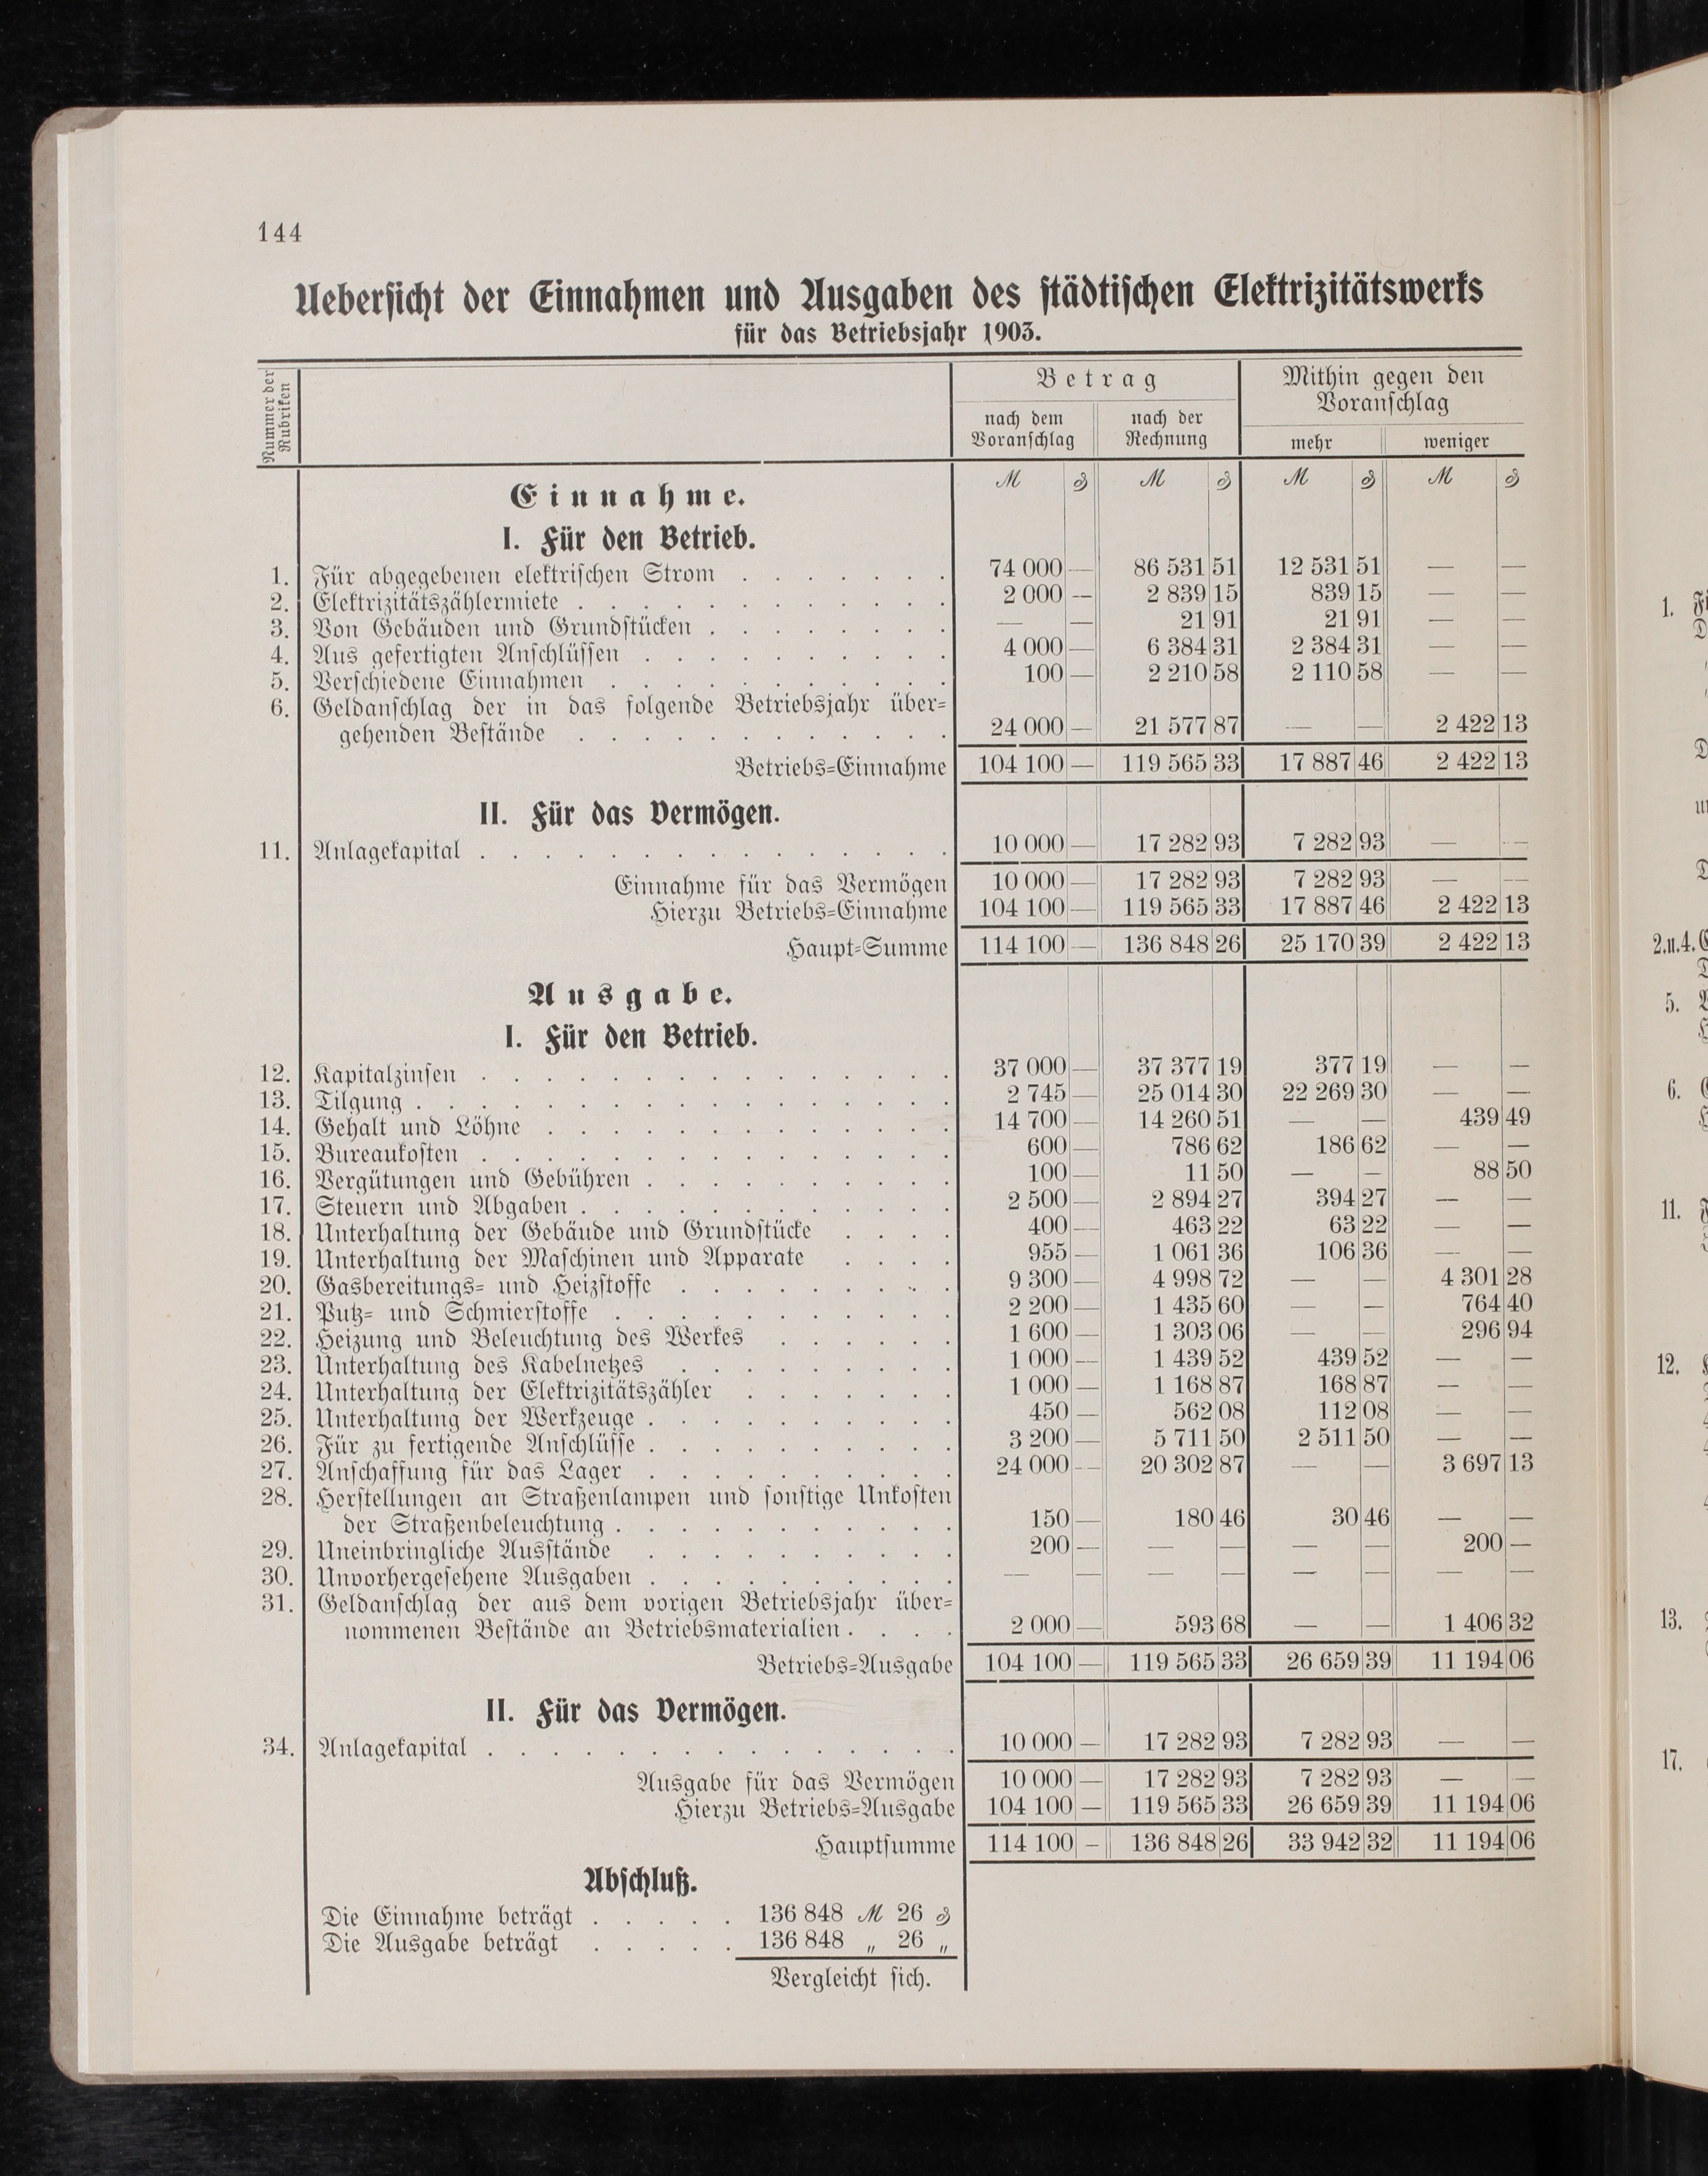 144
Uebersicht der Einnahmen und Ausgaben des städtischen Elektrizitätswerks
für das Betriebsjahr 1903.
Nummer der Rubriken
Betrag
Mithin gegen den Voranschlag
nach dem Voranschlag
nach der Rechnung
mehr
weniger
ℳ ₰ ℳ ₰ ℳ ₰ ℳ ₰
Einnahme.
I. Für den Betrieb.
1. Für abgegebenen elektrischen Strom . . . . . . . 74 000 — 86 531 51 12 531 51 — —
2. Elektrizitätszählermiete . . . . . . . . . . . . 2 000 — 2 839 15 839 15 — —
3. Von Gebäuden und Grundstücken . . . . . . . . — — 21 91 21 91 — —
4. Aus gefertigten Anschlüssen . . . . . . . . . . 4 000 — 6 384 31 2 384 31 — —
5. Verschiedene Einnahmen . . . . . . . . . . . 100 — 2 210 58 2 110 58 — —
6. Geldanschlag der in das folgende Betriebsjahr über-
gehenden Bestände . . . . . . . . . . . . 24 000 — 21 577 87 — — 2 422 13
Betriebs-Einnahme 104 100 — 119 565 33 17 887 46 2 422 13
II. Für das Vermögen.
11. Anlagekapital . . . . . . . . . . . . . . . 10 000 — 17 282 93 7 282 93 — —
Einnahme für das Vermögen 10 000 — 17 282 93 7 282 93 — —
Hierzu Betriebs-Einnahme 104 100 — 119 565 33 17 887 46 2 422 13
Haupt-Summe 114 100 — 136 848 26 25 170 39 2 422 13
Ausgabe.
I. Für den Betrieb.
12. Kapitalzinsen . . . . . . . . . . . . . . . 37 000 — 37 377 19 377 19 — —
13. Tilgung . . . . . . . . . . . . . . . . . 2 745 — 25 014 30 22 269 30 — —
14. Gehalt und Löhne . . . . . . . . . . . . . 14 700 — 14 260 51 — — 439 49
15. Bureaukosten . . . . . . . . . . . . . . . 600 — 786 62 186 62 — —
16. Vergütungen und Gebühren . . . . . . . . . . 100 — 11 50 — — 88 50
17. Steuern und Abgaben . . . . . . . . . . . . 2 500 — 2 894 27 394 27 — —
18. Unterhaltung der Gebäude und Grundstücke . . . . 400 — 463 22 63 22 — —
19. Unterhaltung der Maschinen und Apparate . . . . 955 — 1 061 36 106 36 — —
20. Gasbereitungs- und Heizstoffe . . . . . . . . . 9 300 — 4 998 72 — — 4 301 28
21. Putz- und Schmierstoffe . . . . . . . . . . . 2 200 — 1 435 60 — — 764 40
22. Heizung und Beleuchtung des Werkes . . . . . . 1 600 — 1 303 06 — — 296 94
23. Unterhaltung des Kabelnetzes . . . . . . . . . 1 000 — 1 439 52 439 52 — —
24. Unterhaltung der Elektrizitätszähler . . . . . . . 1 000 — 1 168 87 168 87 — —
25. Unterhaltung der Werkzeuge . . . . . . . . . . 450 — 562 08 112 08 — —
26. Für zu fertigende Anschlüsse . . . . . . . . . . 3 200 — 5 711 50 2 511 50 — —
27. Anschaffung für das Lager . . . . . . . . . . 24 000 — 20 302 87 — — 3 697 13
28. Herstellungen an Straßenlampen und sonstige Unkosten
der Straßenbeleuchtung . . . . . . . . . . . 150 — 180 46 30 46 — —
29. Uneinbringliche Ausstände . . . . . . . . . . 200 — — — — — 200 —
30. Unvorhergesehene Ausgaben . . . . . . . . . . — — — — — — — —
31. Geldanschlag der aus dem vorigen Betriebsjahr über-
nommenen Bestände an Betriebsmaterialien . . . . 2 000 — 593 68 — — 1 406 32
Betriebs-Ausgabe 104 100 — 119 565 33 26 659 39 11 194 06
II. Für das Vermögen.
34. Anlagekapital . . . . . . . . . . . . . . . 10 000 — 17 282 93 7 282 93 — —
Ausgabe für das Vermögen 10 000 — 17 282 93 7 282 93 — —
Hierzu Betriebs-Ausgabe 104 100 — 119 565 33 26 659 39 11 194 06
Hauptsumme 114 100 — 136 848 26 33 942 32 11 194 06
Abschluß.
Die Einnahme beträgt . . . . . 136 848 ℳ 26 ₰
Die Ausgabe beträgt . . . . . 136 848 „ 26 „
Vergleicht sich.
1.
2.u.4.
5.
6.
11.
12.
13.
17.